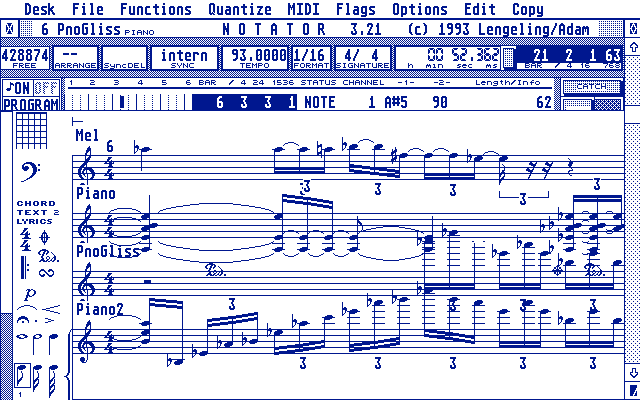 Desk File Functions Quantize MIDI Flags Options Edit Copy
6 PnoGliss PIANO N O T A T O R 3.21 (c) 1993 Lengeling/Adam
428874 -- intern 93.0000 1/16 4/ 4 00 52.362 21 2 1 63
FREE ARRANGE SyncDEL SYNC TEMPO FORMAT SIGNATURE h min sec ms BAR / 4 16 768
♪ON OFF 1 2 3 4 5 6 BAR / 4 24 1536 STATUS CHANNEL -1- -2- Length/Info CATCH
PROGRAM 6 3 3 1 NOTE 1 A#5 90 62
Mel 6
3 3 3
CHORD
TEXT 2
LYRICS
Piano
3 3
PnoGliss
Ped. Ped.
Piano2
3 3 3 3
3 3 3 3
p
1